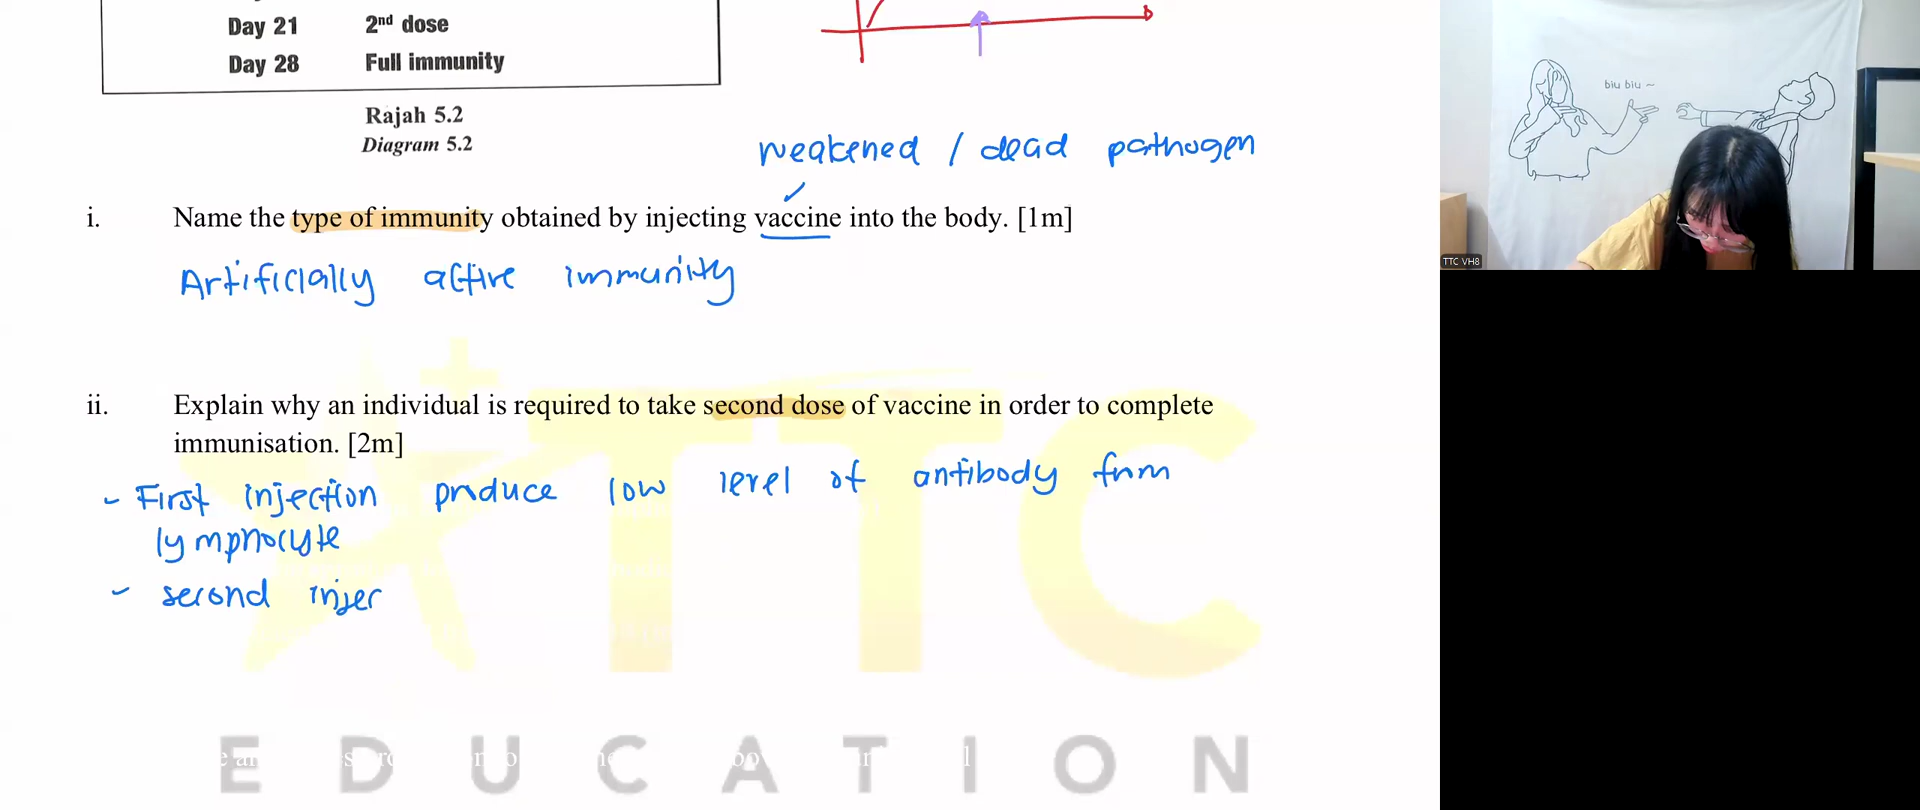 Day 21 2nd dose
Day 28 Full immunity
Rajah 5.2
Diagram 5.2
weakened / dead pathogen
i. Name the type of immunity obtained by injecting vaccine into the body. [1m]
Artificially active immunity
ii. Explain why an individual is required to take second dose of vaccine in order to complete
immunisation. [2m]
- First injection produce low level of antibody from
lymphocyte
- second injec
TTC
EDUCATION
biu biu ~
TTC VH8